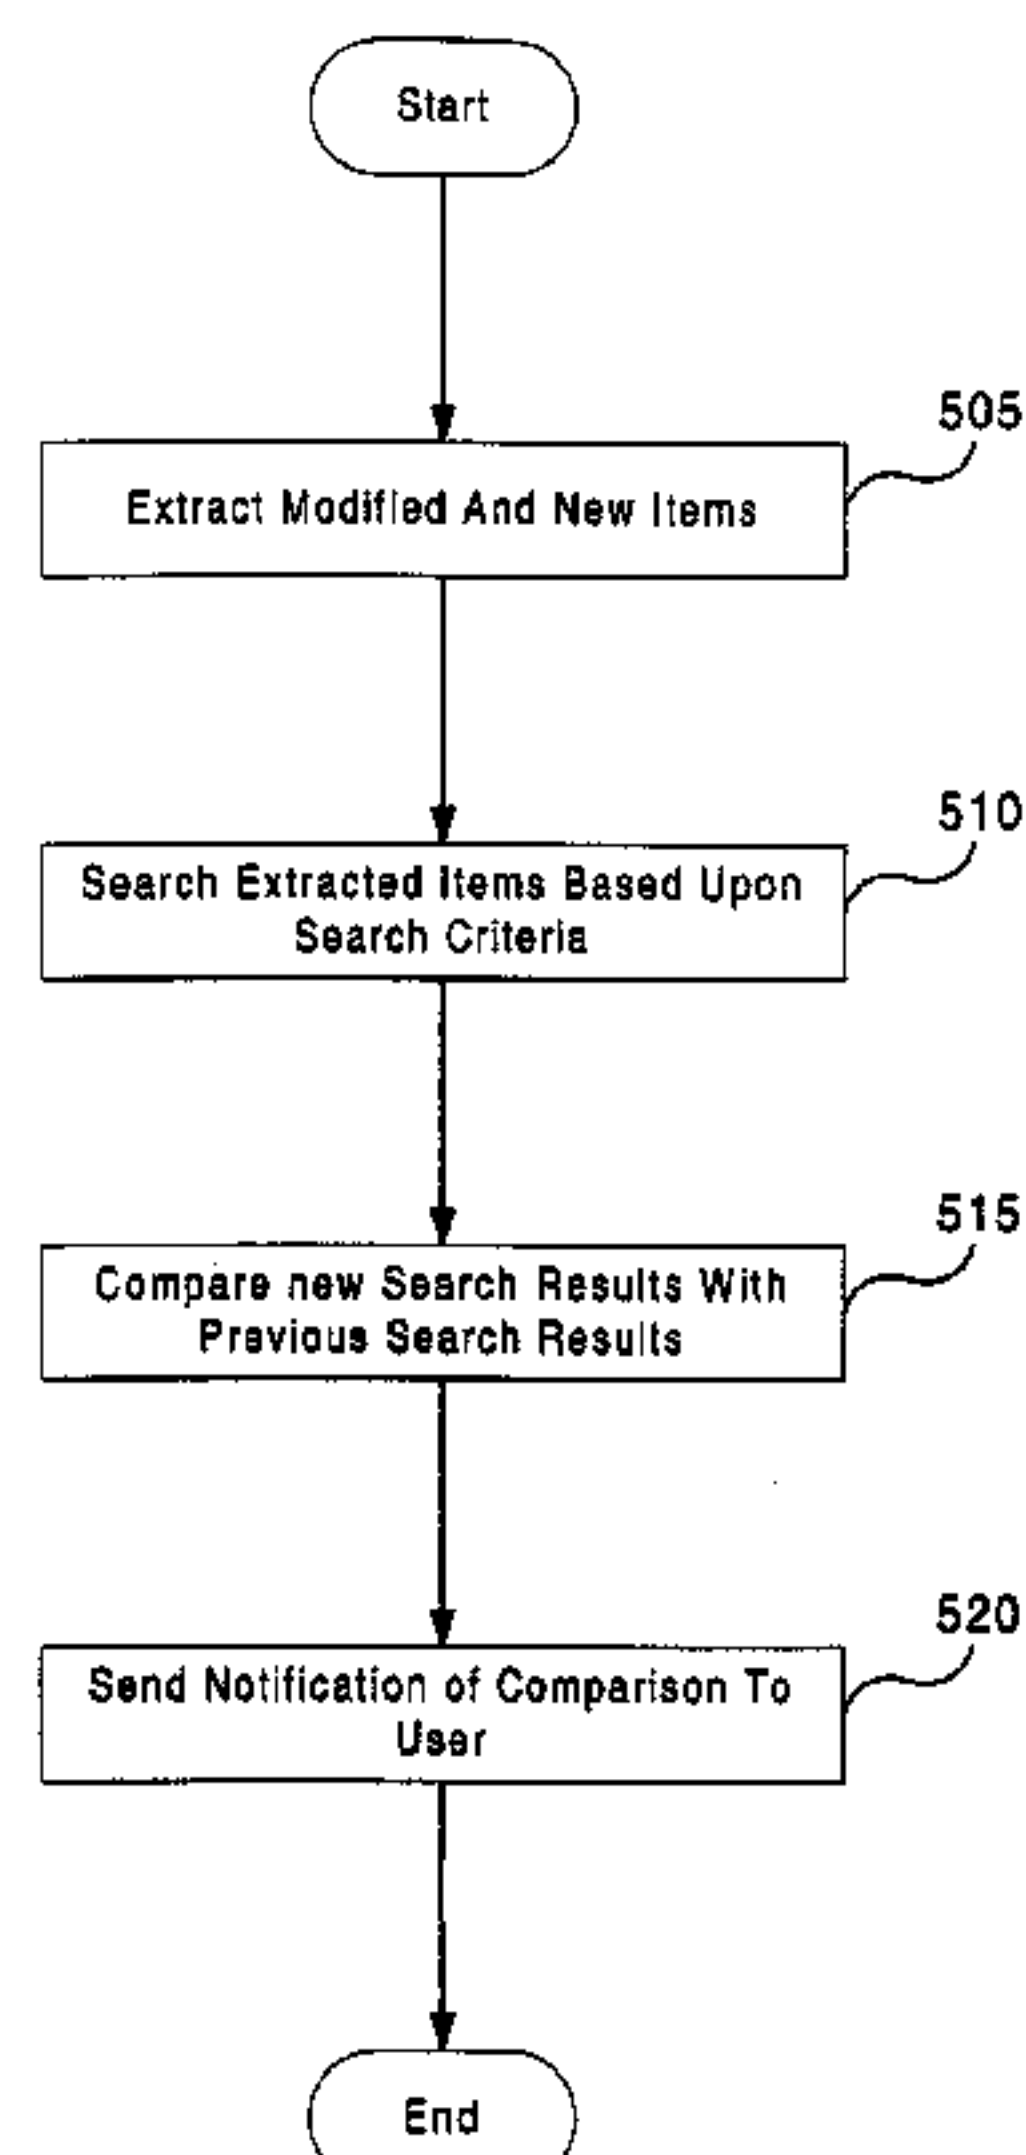 Start
505
Extract Modified And New Items
510
Search Extracted Items Based Upon
Search Criteria
515
Compare new Search Results With
Previous Search Results
520
Send Notification of Comparison To
User
End